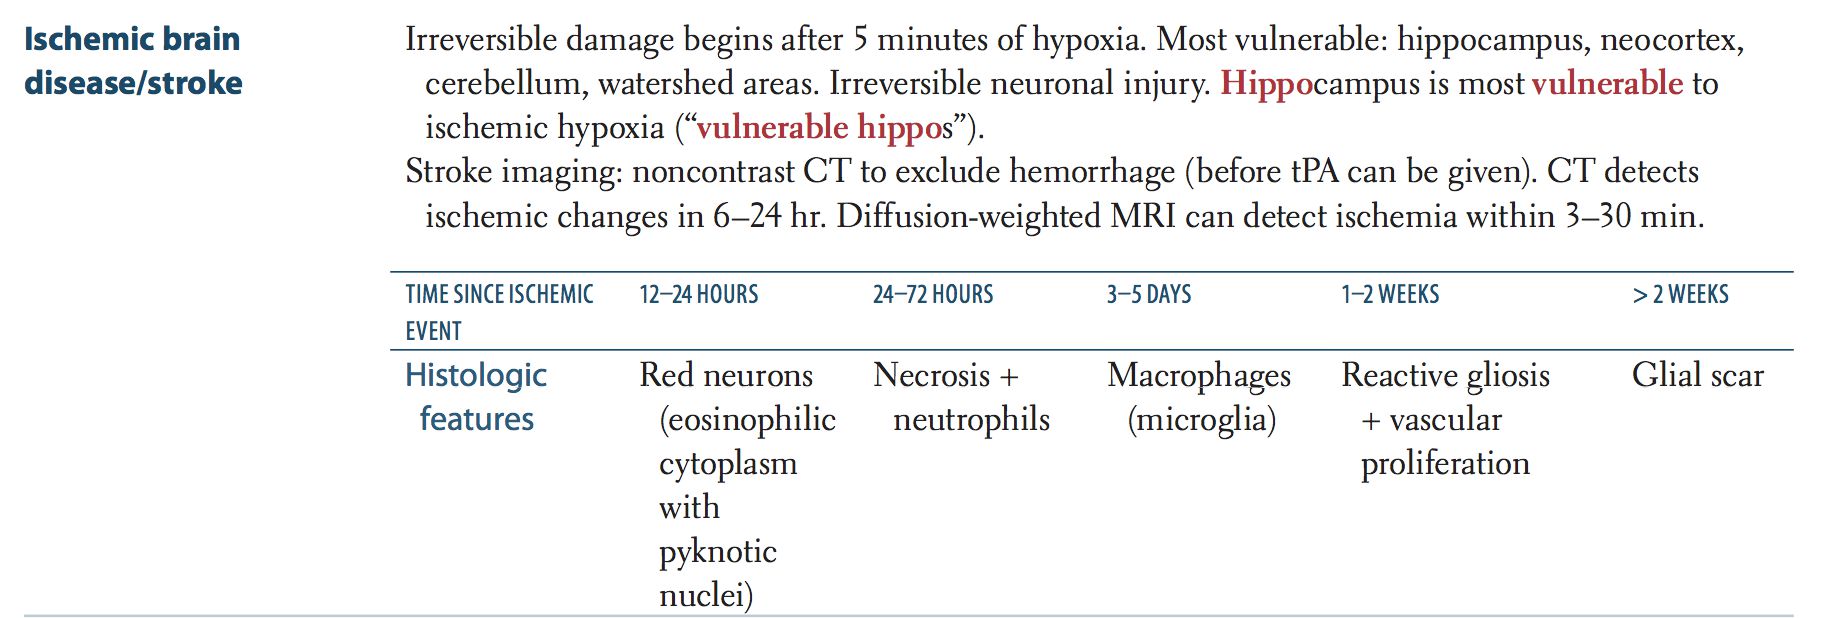 Ischemic brain
disease/stroke
Irreversible damage begins after 5 minutes of hypoxia. Most vulnerable: hippocampus, neocortex,
cerebellum, watershed areas. Irreversible neuronal injury. Hippocampus is most vulnerable to
ischemic hypoxia (“vulnerable hippos”).
Stroke imaging: noncontrast CT to exclude hemorrhage (before tPA can be given). CT detects
ischemic changes in 6–24 hr. Diffusion-weighted MRI can detect ischemia within 3–30 min.
TIME SINCE ISCHEMIC
EVENT
12–24 HOURS
24–72 HOURS
3–5 DAYS
1–2 WEEKS
> 2 WEEKS
Histologic
features
Red neurons
(eosinophilic
cytoplasm
with
pyknotic
nuclei)
Necrosis +
neutrophils
Macrophages
(microglia)
Reactive gliosis
+ vascular
proliferation
Glial scar